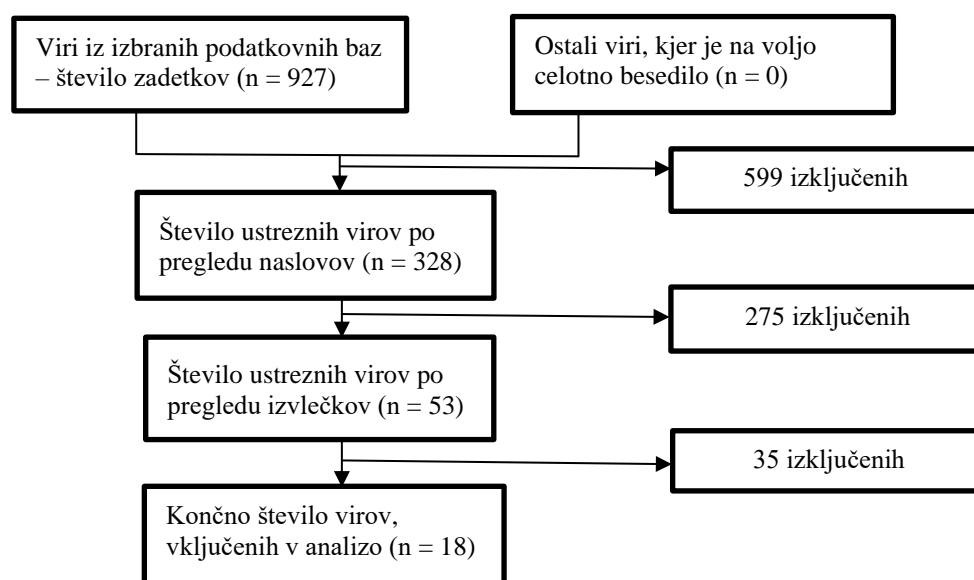 Viri iz izbranih podatkovnih baz
– število zadetkov (n = 927)
Ostali viri, kjer je na voljo
celotno besedilo (n = 0)
599 izključenih
Število ustreznih virov po
pregledu naslovov (n = 328)
275 izključenih
Število ustreznih virov po
pregledu izvlečkov (n = 53)
35 izključenih
Končno število virov,
vključenih v analizo (n = 18)